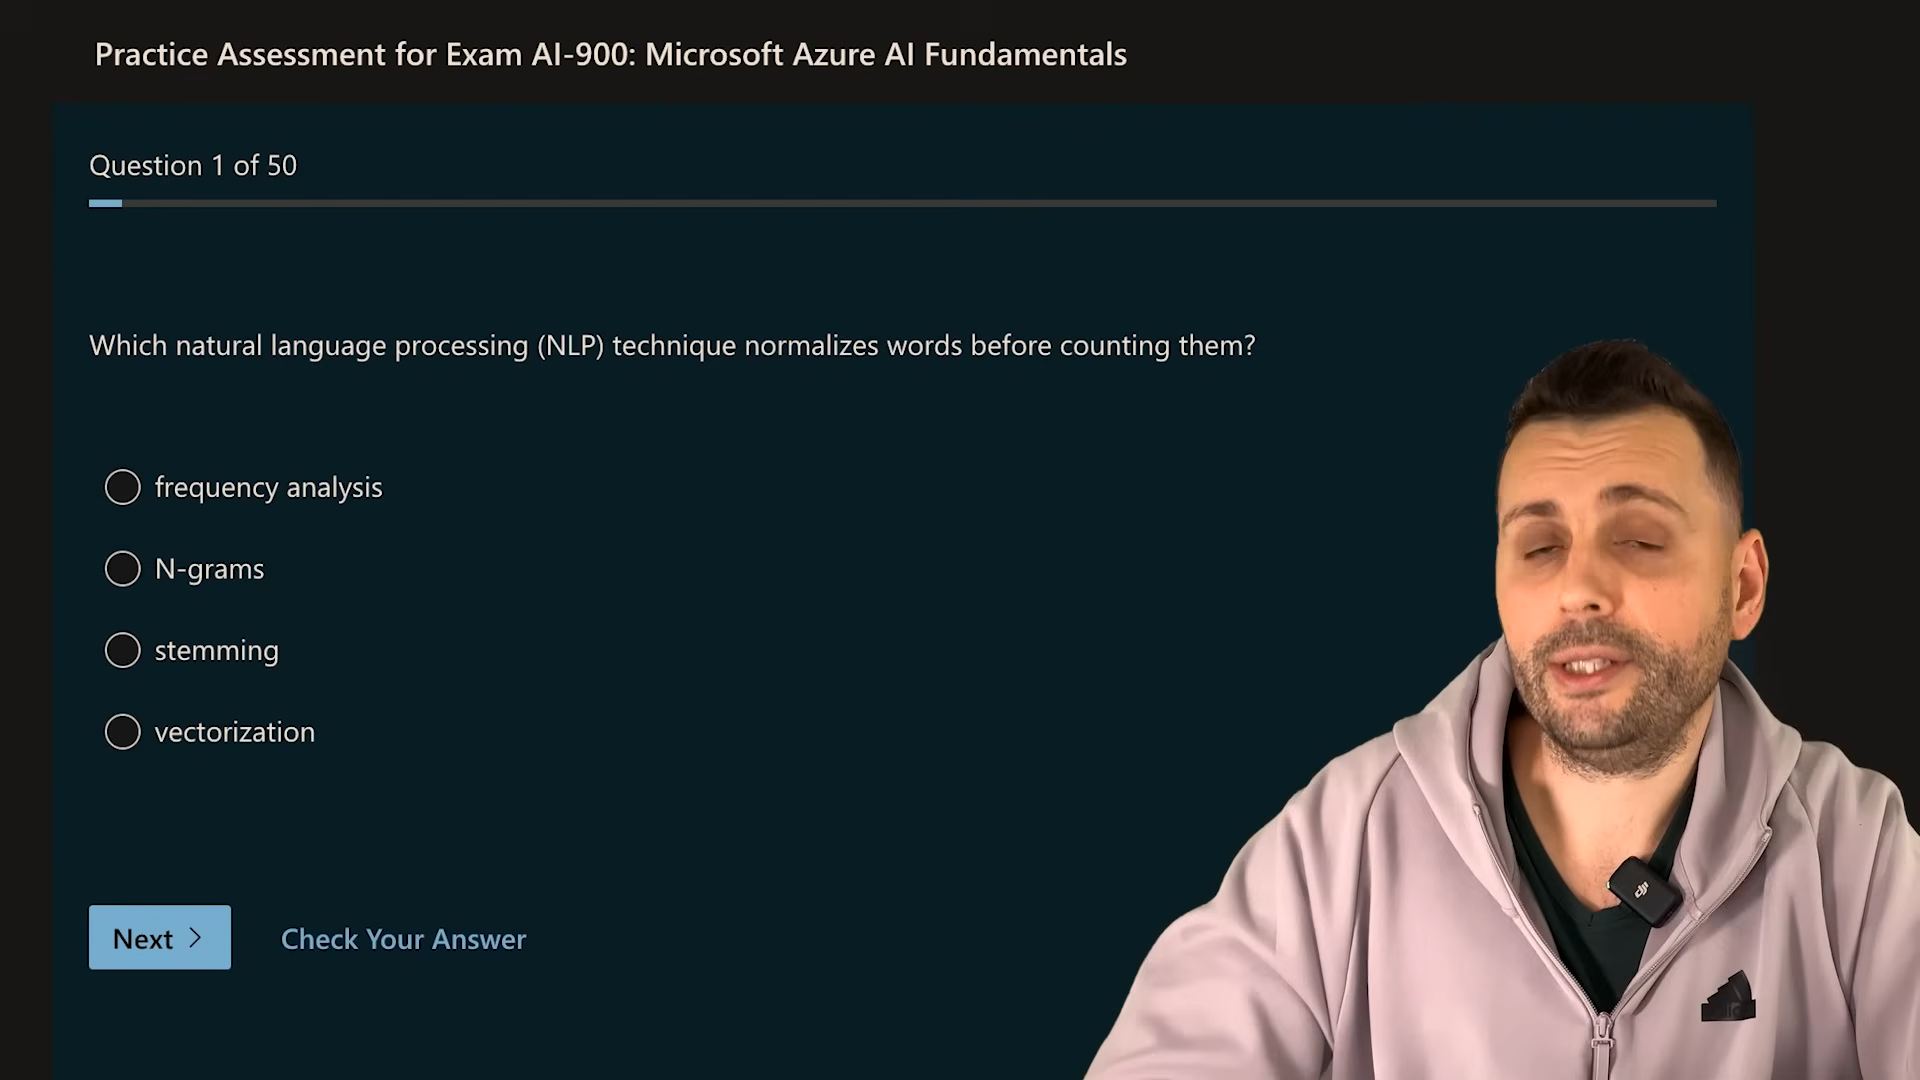 Practice Assessment for Exam AI-900: Microsoft Azure AI Fundamentals
Question 1 of 50
Which natural language processing (NLP) technique normalizes words before counting them?
frequency analysis
N-grams
stemming
vectorization
Next
Check Your Answer